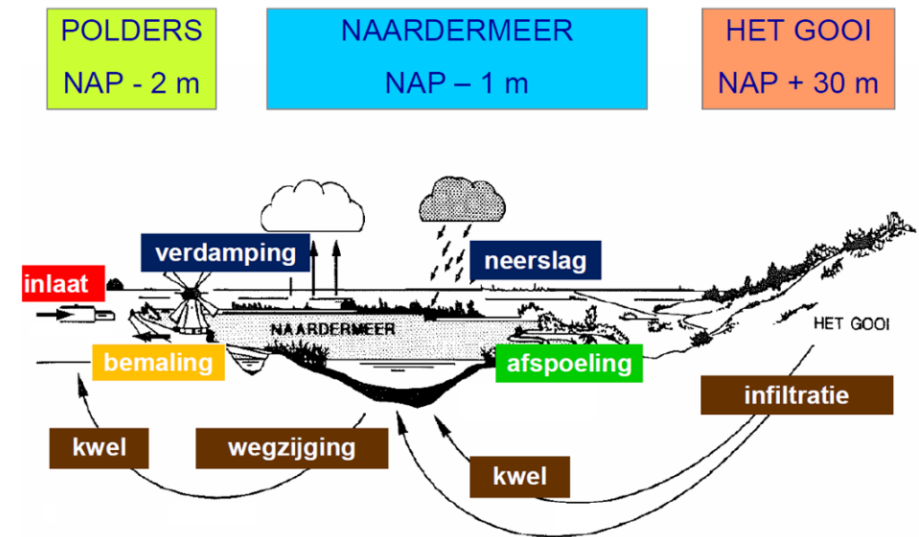 POLDERS
NAP - 2 m
NAARDERMEER
NAP – 1 m
HET GOOI
NAP + 30 m
verdamping
neerslag
inlaat
NAARDERMEER
HET GOOI
bemaling
afspoeling
infiltratie
kwel
wegzijging
kwel